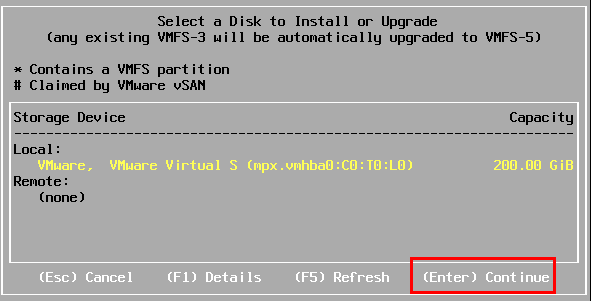 Select a Disk to Install or Upgrade
(any existing VMFS-3 will be automatically upgraded to VMFS-5)
* Contains a VMFS partition
# Claimed by VMware vSAN
Storage Device Capacity
Local:
VMware, VMware Virtual S (mpx.vmhba0:C0:T0:L0) 200.00 GiB
Remote:
(none)
(Esc) Cancel (F1) Details (F5) Refresh (Enter) Continue